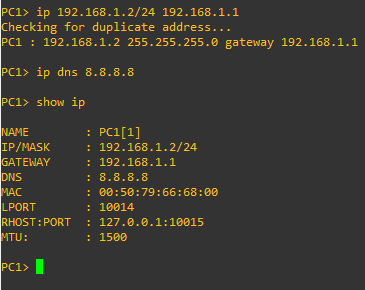 PC1> ip 192.168.1.2/24 192.168.1.1
Checking for duplicate address...
PC1 : 192.168.1.2 255.255.255.0 gateway 192.168.1.1
PC1> ip dns 8.8.8.8
PC1> show ip
NAME        : PC1[1]
IP/MASK     : 192.168.1.2/24
GATEWAY     : 192.168.1.1
DNS         : 8.8.8.8
MAC         : 00:50:79:66:68:00
LPORT       : 10014
RHOST:PORT  : 127.0.0.1:10015
MTU:        : 1500
PC1>